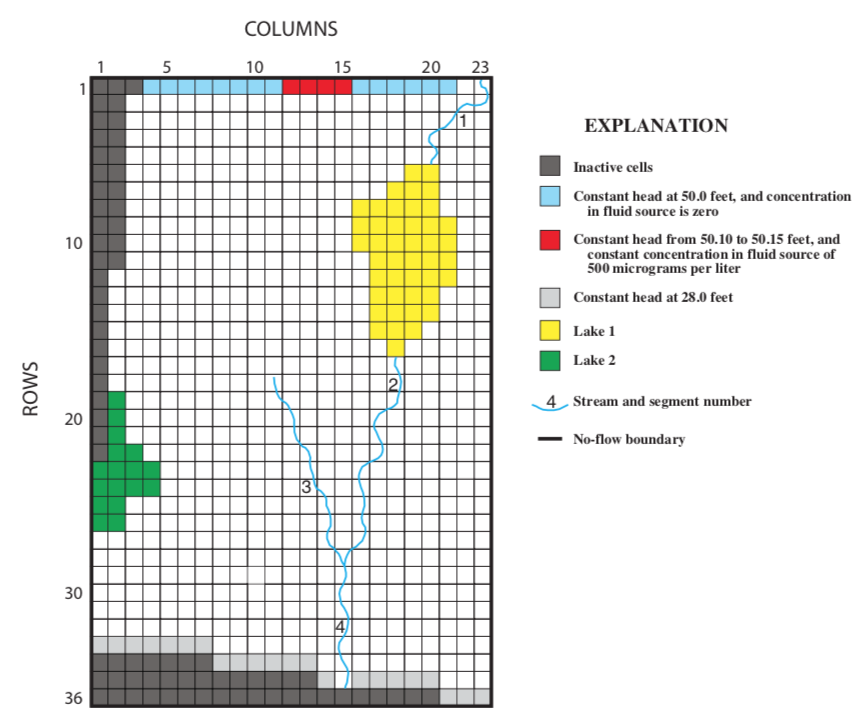 COLUMNS
1 5 10 15 20 23
1
10
20
30
36
ROWS
1
2
3
4
EXPLANATION
Inactive cells
Constant head at 50.0 feet, and concentration
in fluid source is zero
Constant head from 50.10 to 50.15 feet, and
constant concentration in fluid source of
500 micrograms per liter
Constant head at 28.0 feet
Lake 1
Lake 2
4 Stream and segment number
No-flow boundary